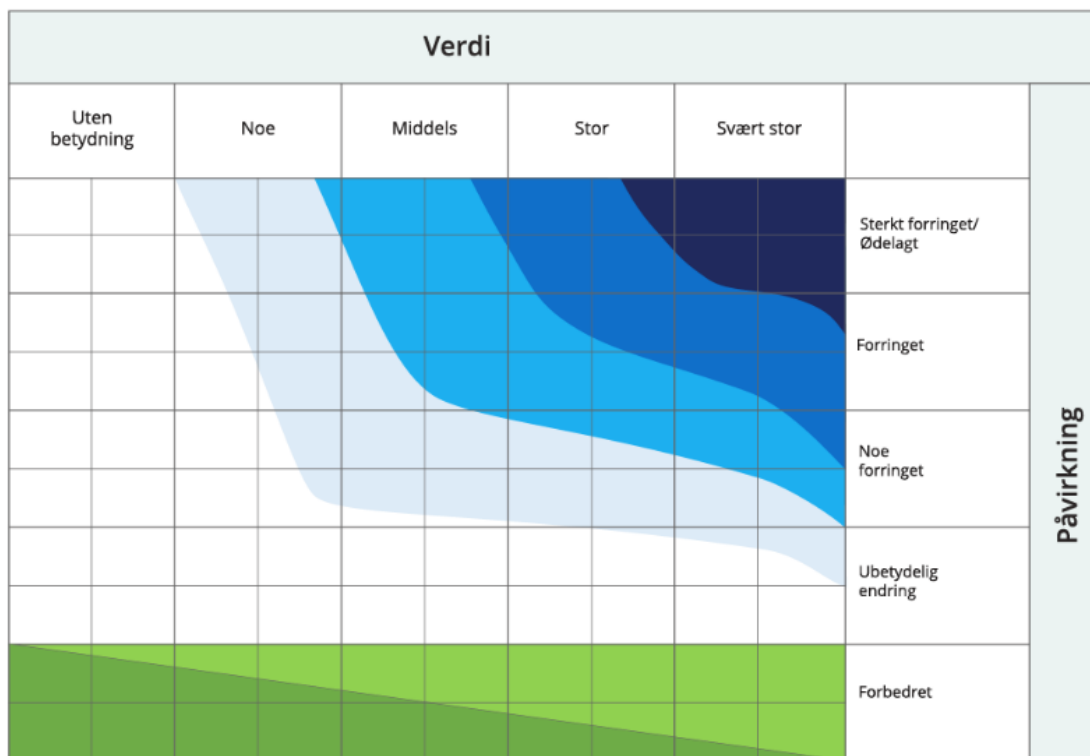 Verdi
Uten
betydning
Noe
Middels
Stor
Svært stor
Sterkt forringet/
Ødelagt
Forringet
Noe
forringet
Ubetydelig
endring
Forbedret
Påvirkning